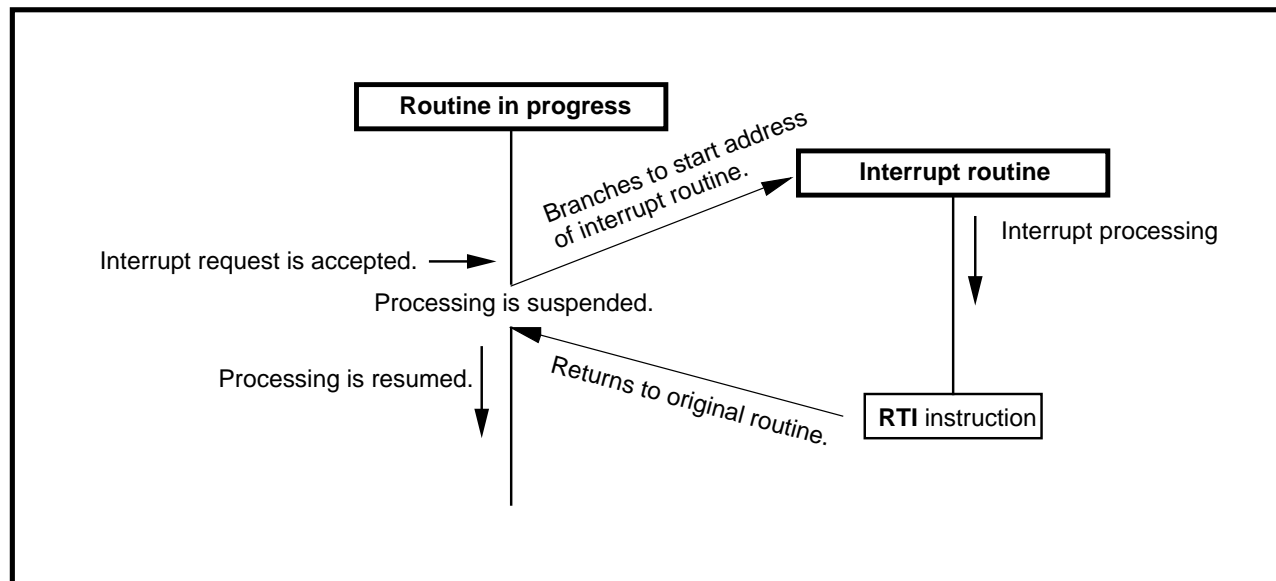 Routine in progress
Branches to start address
of interrupt routine.
Interrupt routine
Interrupt processing
Interrupt request is accepted.
Processing is suspended.
Processing is resumed.
Returns to original routine.
RTI instruction